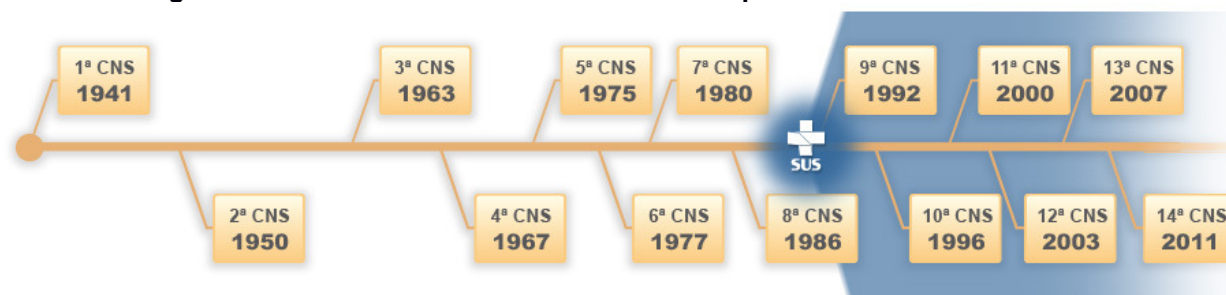 1ª CNS
1941
2ª CNS
1950
3ª CNS
1963
4ª CNS
1967
5ª CNS
1975
6ª CNS
1977
7ª CNS
1980
8ª CNS
1986
SUS
9ª CNS
1992
10ª CNS
1996
11ª CNS
2000
12ª CNS
2003
13ª CNS
2007
14ª CNS
2011